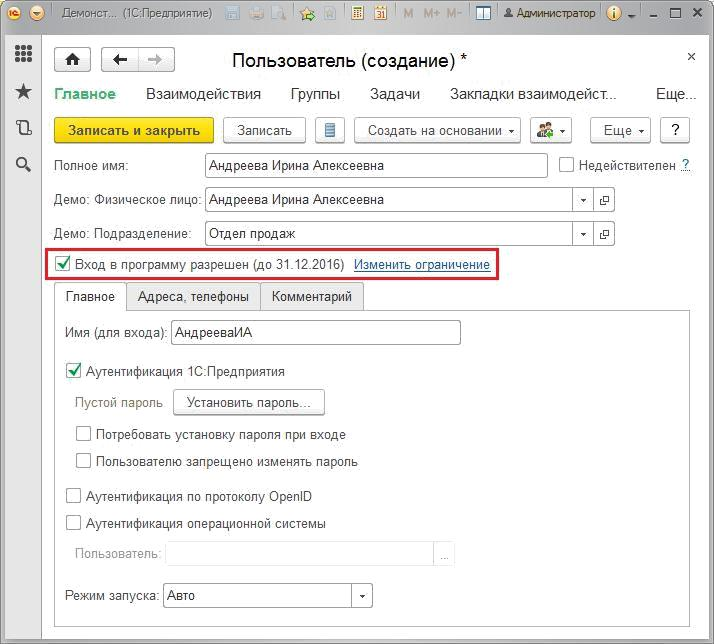 Демонст... (1С:Предприятие) M M+ M- Администратор
Пользователь (создание) *
Главное Взаимодействия Группы Задачи Закладки взаимодейст... Еще...
Записать и закрыть Записать Создать на основании Еще ?
Полное имя: Андреева Ирина Алексеевна Недействителен ?
Демо: Физическое лицо: Андреева Ирина Алексеевна
Демо: Подразделение: Отдел продаж
Вход в программу разрешен (до 31.12.2016) Изменить ограничение
Главное Адреса, телефоны Комментарий
Имя (для входа): АндрееваИА
Аутентификация 1С:Предприятия
Пустой пароль Установить пароль...
Потребовать установку пароля при входе
Пользователю запрещено изменять пароль
Аутентификация по протоколу OpenID
Аутентификация операционной системы
Пользователь: ...
Режим запуска: Авто